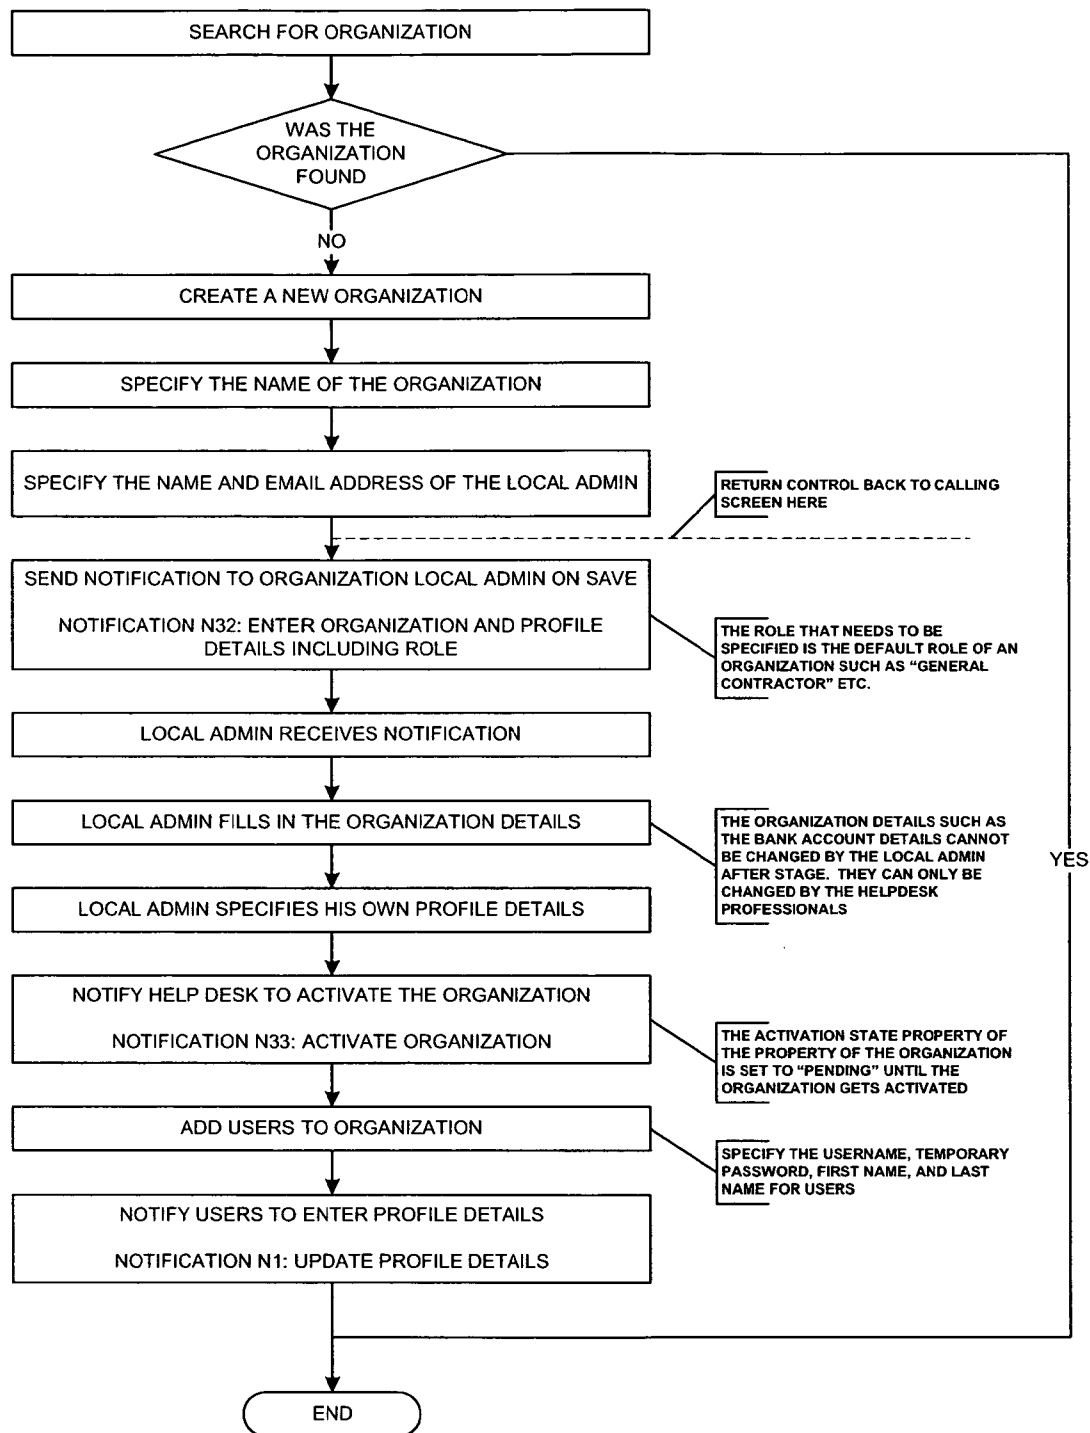 SEARCH FOR ORGANIZATION
WAS THE
ORGANIZATION
FOUND
NO
CREATE A NEW ORGANIZATION
SPECIFY THE NAME OF THE ORGANIZATION
SPECIFY THE NAME AND EMAIL ADDRESS OF THE LOCAL ADMIN
RETURN CONTROL BACK TO CALLING
SCREEN HERE
SEND NOTIFICATION TO ORGANIZATION LOCAL ADMIN ON SAVE
NOTIFICATION N32: ENTER ORGANIZATION AND PROFILE
DETAILS INCLUDING ROLE
THE ROLE THAT NEEDS TO BE
SPECIFIED IS THE DEFAULT ROLE OF AN
ORGANIZATION SUCH AS “GENERAL
CONTRACTOR” ETC.
LOCAL ADMIN RECEIVES NOTIFICATION
LOCAL ADMIN FILLS IN THE ORGANIZATION DETAILS
THE ORGANIZATION DETAILS SUCH AS
THE BANK ACCOUNT DETAILS CANNOT
BE CHANGED BY THE LOCAL ADMIN
AFTER STAGE.  THEY CAN ONLY BE
CHANGED BY THE HELPDESK
PROFESSIONALS
YES
LOCAL ADMIN SPECIFIES HIS OWN PROFILE DETAILS
NOTIFY HELP DESK TO ACTIVATE THE ORGANIZATION
NOTIFICATION N33: ACTIVATE ORGANIZATION
THE ACTIVATION STATE PROPERTY OF
THE PROPERTY OF THE ORGANIZATION
IS SET TO “PENDING” UNTIL THE
ORGANIZATION GETS ACTIVATED
ADD USERS TO ORGANIZATION
SPECIFY THE USERNAME, TEMPORARY
PASSWORD, FIRST NAME, AND LAST
NAME FOR USERS
NOTIFY USERS TO ENTER PROFILE DETAILS
NOTIFICATION N1: UPDATE PROFILE DETAILS
END